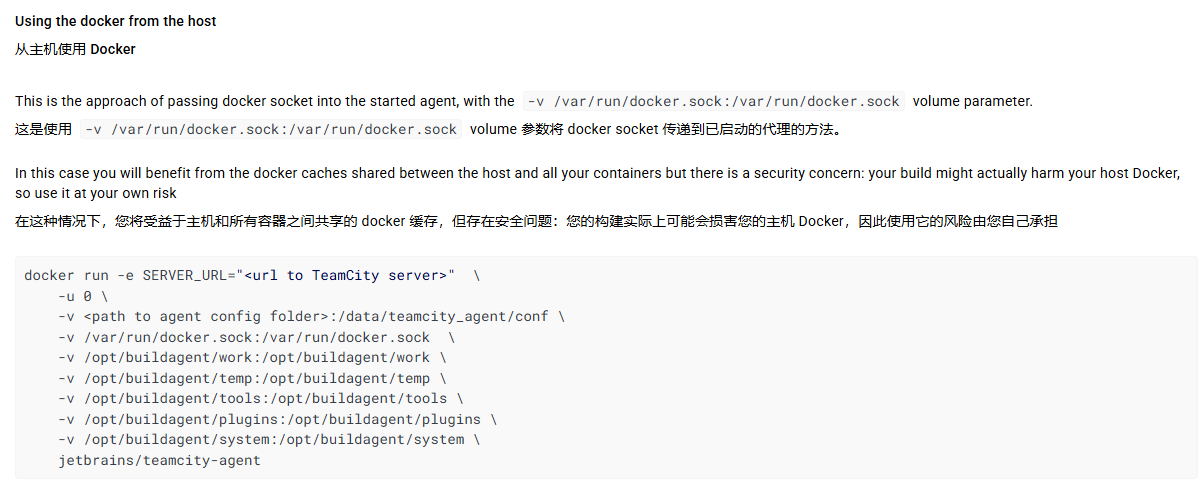 Using the docker from the host
从主机使用 Docker
This is the approach of passing docker socket into the started agent, with the -v /var/run/docker.sock:/var/run/docker.sock volume parameter.
这是使用 -v /var/run/docker.sock:/var/run/docker.sock volume 参数将 docker socket 传递到已启动的代理的方法。
In this case you will benefit from the docker caches shared between the host and all your containers but there is a security concern: your build might actually harm your host Docker,
so use it at your own risk
在这种情况下，您将受益于主机和所有容器之间共享的 docker 缓存，但存在安全问题：您的构建实际上可能会损害您的主机 Docker，因此使用它的风险由您自己承担
docker run -e SERVER_URL="<url to TeamCity server>"  \
    -u 0 \
    -v <path to agent config folder>:/data/teamcity_agent/conf \
    -v /var/run/docker.sock:/var/run/docker.sock  \
    -v /opt/buildagent/work:/opt/buildagent/work \
    -v /opt/buildagent/temp:/opt/buildagent/temp \
    -v /opt/buildagent/tools:/opt/buildagent/tools \
    -v /opt/buildagent/plugins:/opt/buildagent/plugins \
    -v /opt/buildagent/system:/opt/buildagent/system \
    jetbrains/teamcity-agent